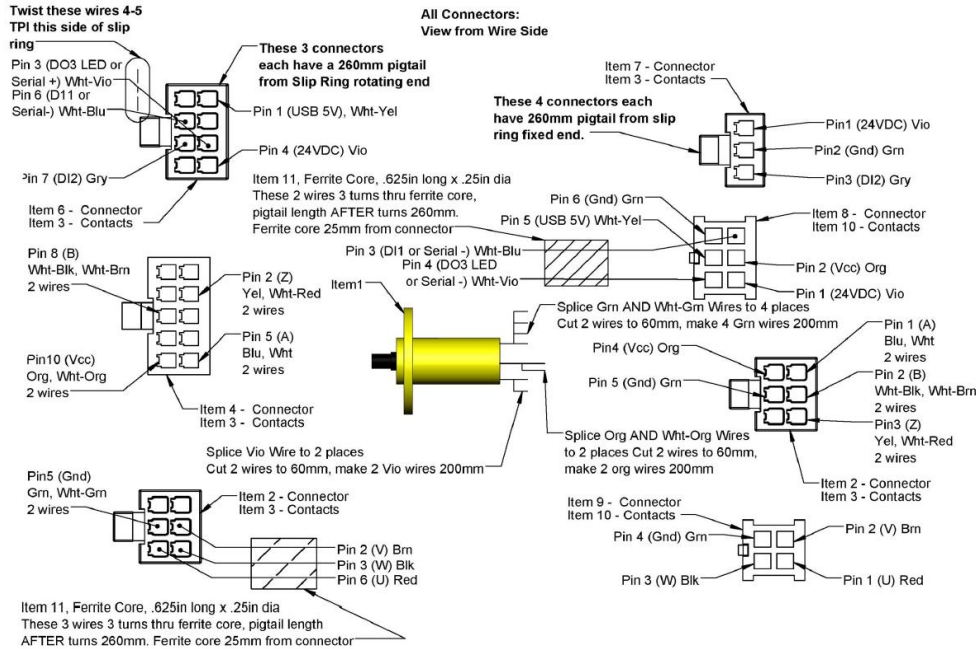 Twist these wires 4-5
TPI this side of slip
ring
Pin 3 (DO3 LED or
Serial +) Wht-Vio
Pin 6 (D11 or
Serial-) Wht-Blu
Pin 7 (DI2) Gry
Item 6 - Connector
Item 3 - Contacts
These 3 connectors
each have a 260mm pigtail
from Slip Ring rotating end
Pin 1 (USB 5V), Wht-Yel
Pin 4 (24VDC) Vio
All Connectors:
View from Wire Side
Item 7 - Connector
Item 3 - Contacts
These 4 connectors each
have 260mm pigtail from slip
ring fixed end.
Pin1 (24VDC) Vio
Pin2 (Gnd) Grn
Pin3 (DI2) Gry
Item 11, Ferrite Core, .625in long x .25in dia
These 2 wires 3 turns thru ferrite core,
pigtail length AFTER turns 260mm.
Ferrite core 25mm from connector
Pin 6 (Gnd) Grn
Pin 5 (USB 5V) Wht-Yel
Pin 3 (DI1 or Serial -) Wht-Blu
Pin 4 (DO3 LED
or Serial -) Wht-Vio
Item 8 - Connector
Item 10 - Contacts
Pin 2 (Vcc) Org
Pin 1 (24VDC) Vio
Pin 8 (B)
Wht-Blk, Wht-Brn
2 wires
Pin10 (Vcc)
Org, Wht-Org
2 wires
Pin 2 (Z)
Yel, Wht-Red
2 wires
Pin 5 (A)
Blu, Wht
2 wires
Item 4 - Connector
Item 3 - Contacts
Item1
Splice Grn AND Wht-Grn Wires to 4 places
Cut 2 wires to 60mm, make 4 Grn wires 200mm
Splice Vio Wire to 2 places
Cut 2 wires to 60mm, make 2 Vio wires 200mm
Splice Org AND Wht-Org Wires
to 2 places Cut 2 wires to 60mm,
make 2 org wires 200mm
Pin4 (Vcc) Org
Pin 5 (Gnd) Grn
Pin 1 (A)
Blu, Wht
2 wires
Pin 2 (B)
Wht-Blk, Wht-Brn
2 wires
Pin3 (Z)
Yel, Wht-Red
2 wires
Item 2 - Connector
Item 3 - Contacts
Pin5 (Gnd)
Grn, Wht-Grn
2 wires
Item 2 - Connector
Item 3 - Contacts
Pin 2 (V) Brn
Pin 3 (W) Blk
Pin 6 (U) Red
Item 11, Ferrite Core, .625in long x .25in dia
These 3 wires 3 turns thru ferrite core, pigtail length
AFTER turns 260mm. Ferrite core 25mm from connector
Item 9 - Connector
Item 10 - Contacts
Pin 4 (Gnd) Grn
Pin 3 (W) Blk
Pin 2 (V) Brn
Pin 1 (U) Red